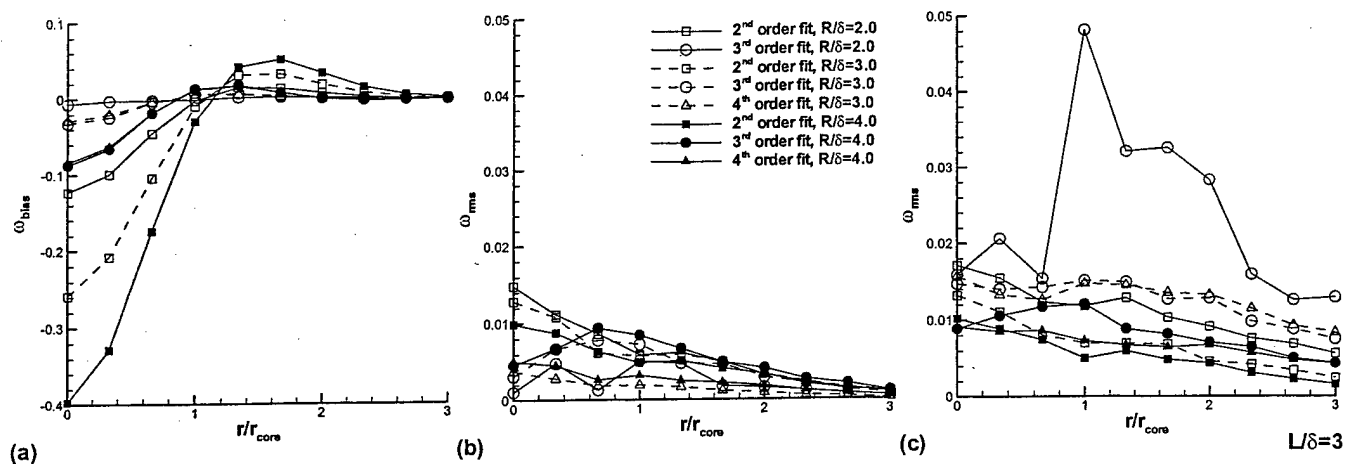 0.1
0
-0.1
-0.2
-0.3
-0.4
ω_bias
0 1 2 3
r/r_core
(a)
0.05
0.04
0.03
0.02
0.01
0
ω_rms
2nd order fit, R/δ=2.0
3rd order fit, R/δ=2.0
2nd order fit, R/δ=3.0
3rd order fit, R/δ=3.0
4th order fit, R/δ=3.0
2nd order fit, R/δ=4.0
3rd order fit, R/δ=4.0
4th order fit, R/δ=4.0
0 1 2 3
r/r_core
(b)
0.05
0.04
0.03
0.02
0.01
0
ω_rms
0 1 2 3
r/r_core
(c)
L/δ=3